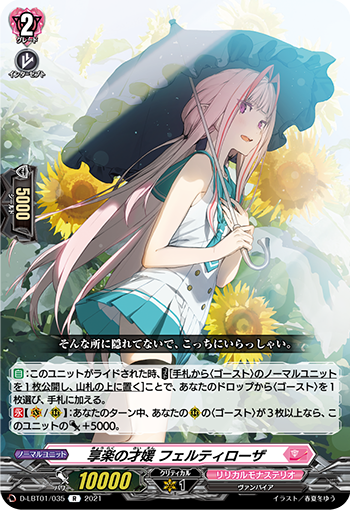 2
グレード
インターセプト
5000
シールド
そんな所に隠れてないで、こっちにいらっしゃい。
自:このユニットがライドされた時、[手札から〈ゴースト〉のノーマルユニット
を1枚公開し、山札の上に置く]ことで、あなたのドロップから〈ゴースト〉を1
枚選び、手札に加える。
永【Ⓥ/Ⓡ】:あなたのターン中、あなたのⓇの〈ゴースト〉が3枚以上なら、こ
のユニットの+5000。
ノーマルユニット
享楽の才媛 フェルティローザ
パワー 10000
クリティカル
1
リリカルモナステリオ
ヴァンパイア
D-LBT01/035 R 2021
イラスト/春夏冬ゆう